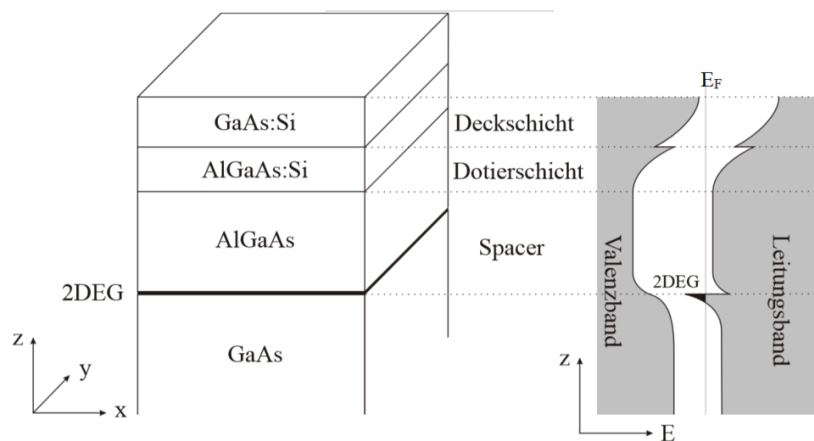 E_F
GaAs:Si
Deckschicht
AlGaAs:Si
Dotierschicht
AlGaAs
Spacer
Valenzband
Leitungsband
2DEG
2DEG
z
y
x
GaAs
z
E